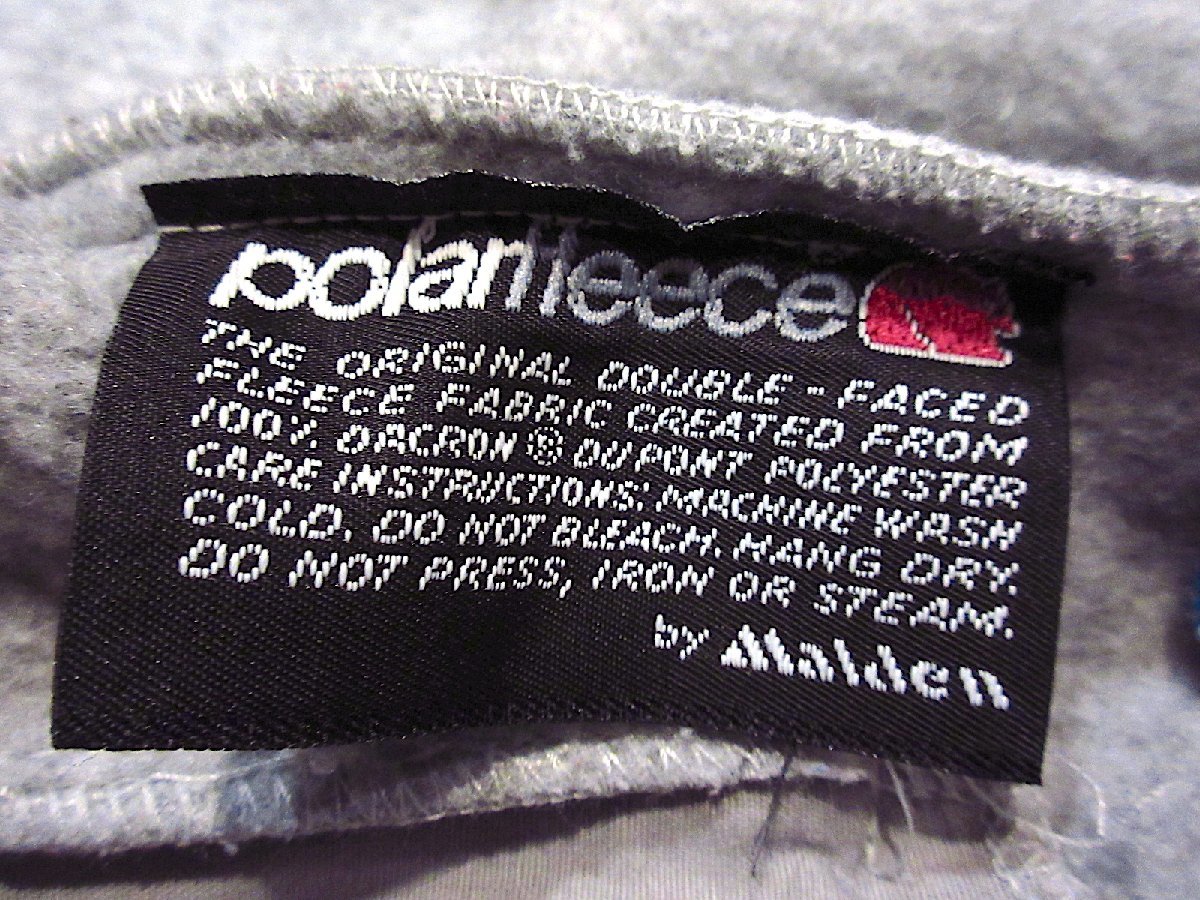 polarfleece
THE ORIGINAL DOUBLE-FACED
FLEECE FABRIC CREATED FROM
100% DACRON® DUPONT POLYESTER
CARE INSTRUCTIONS: MACHINE WASH
COLD. DO NOT BLEACH. HANG DRY.
DO NOT PRESS, IRON OR STEAM.
by Malden